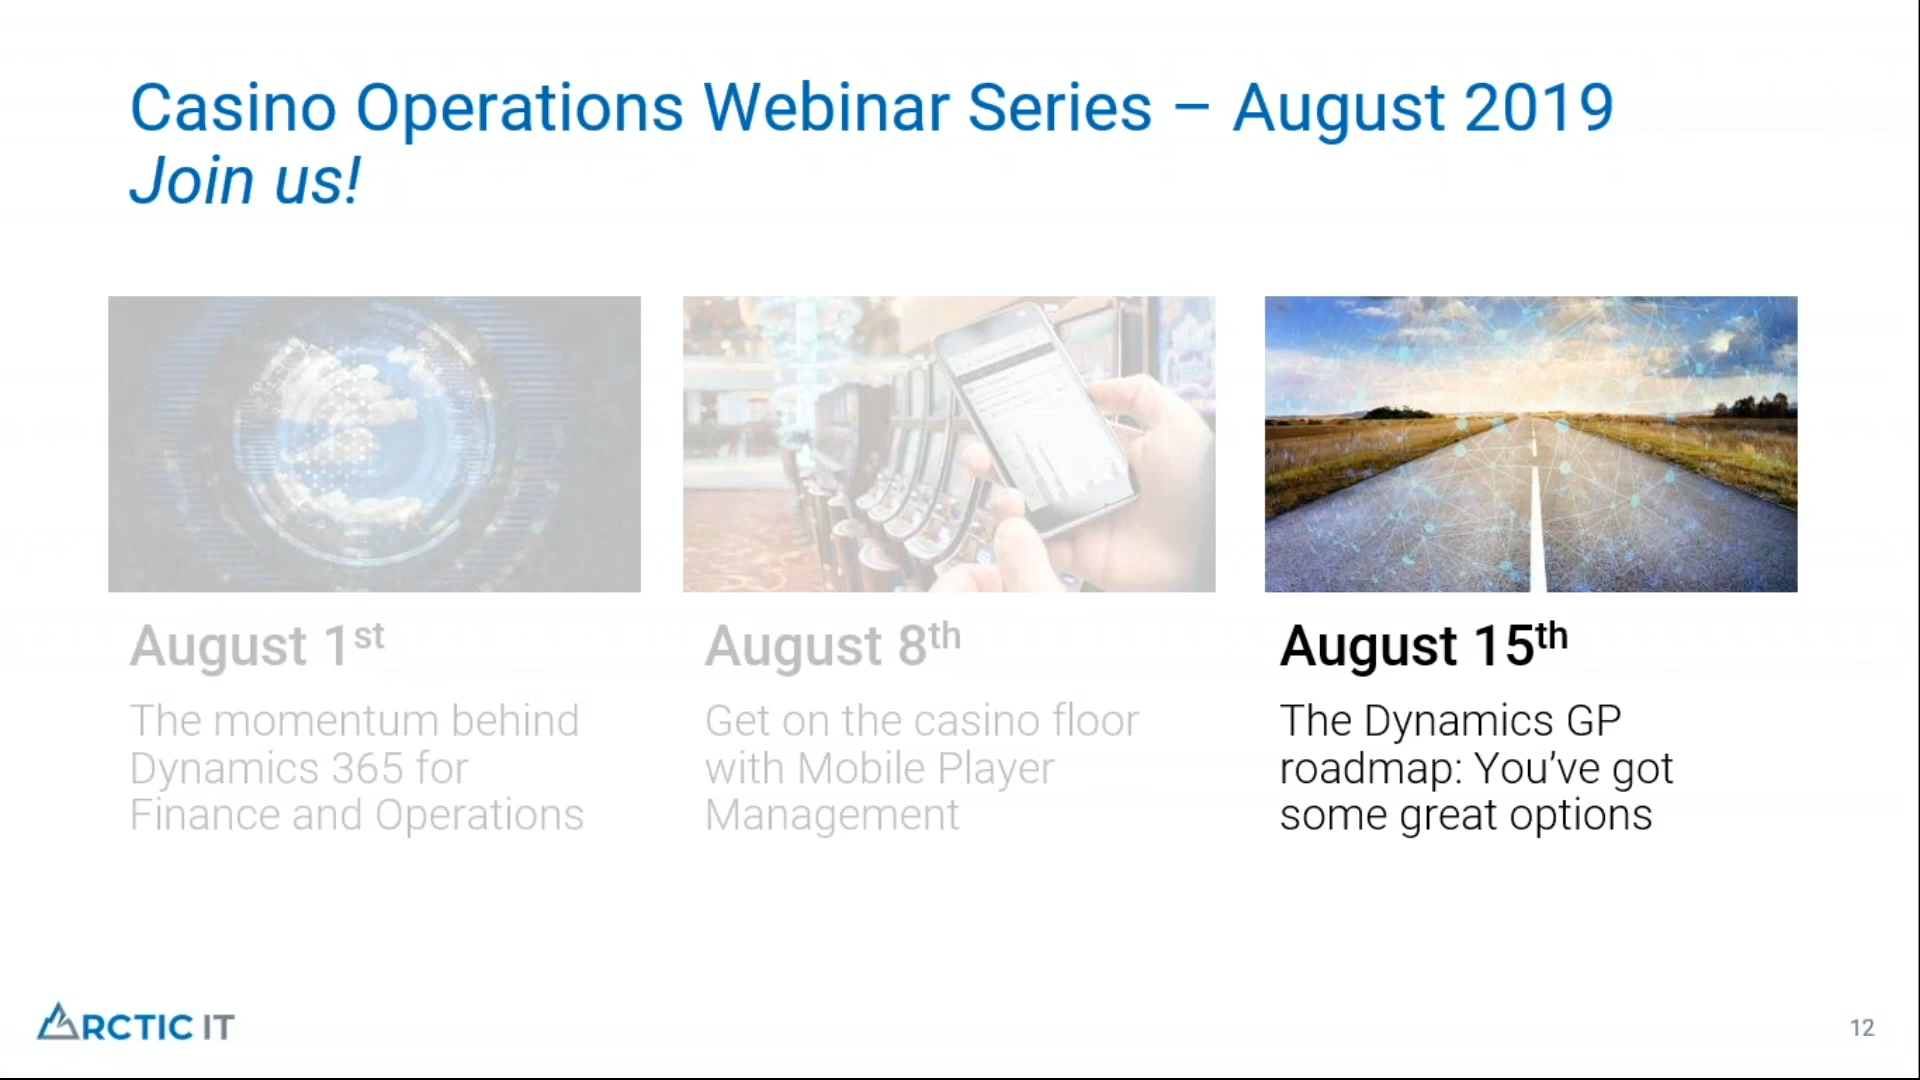 Casino Operations Webinar Series – August 2019
Join us!
August 1st
The momentum behind
Dynamics 365 for
Finance and Operations
August 8th
Get on the casino floor
with Mobile Player
Management
August 15th
The Dynamics GP
roadmap: You’ve got
some great options
ARCTIC IT
12